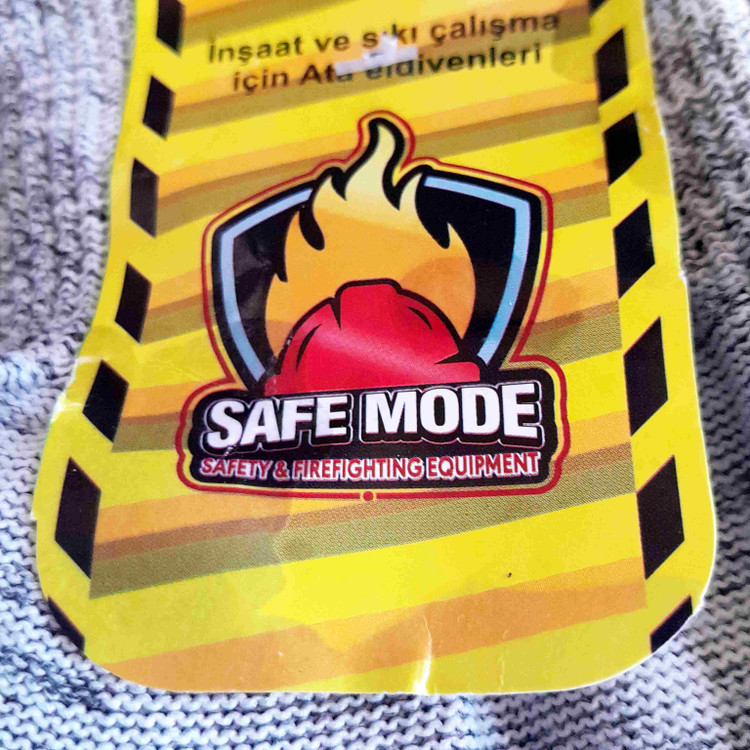 İnşaat ve sıkı çalışma
için Ata eldivenleri
SAFE MODE
SAFETY & FIREFIGHTING EQUIPMENT